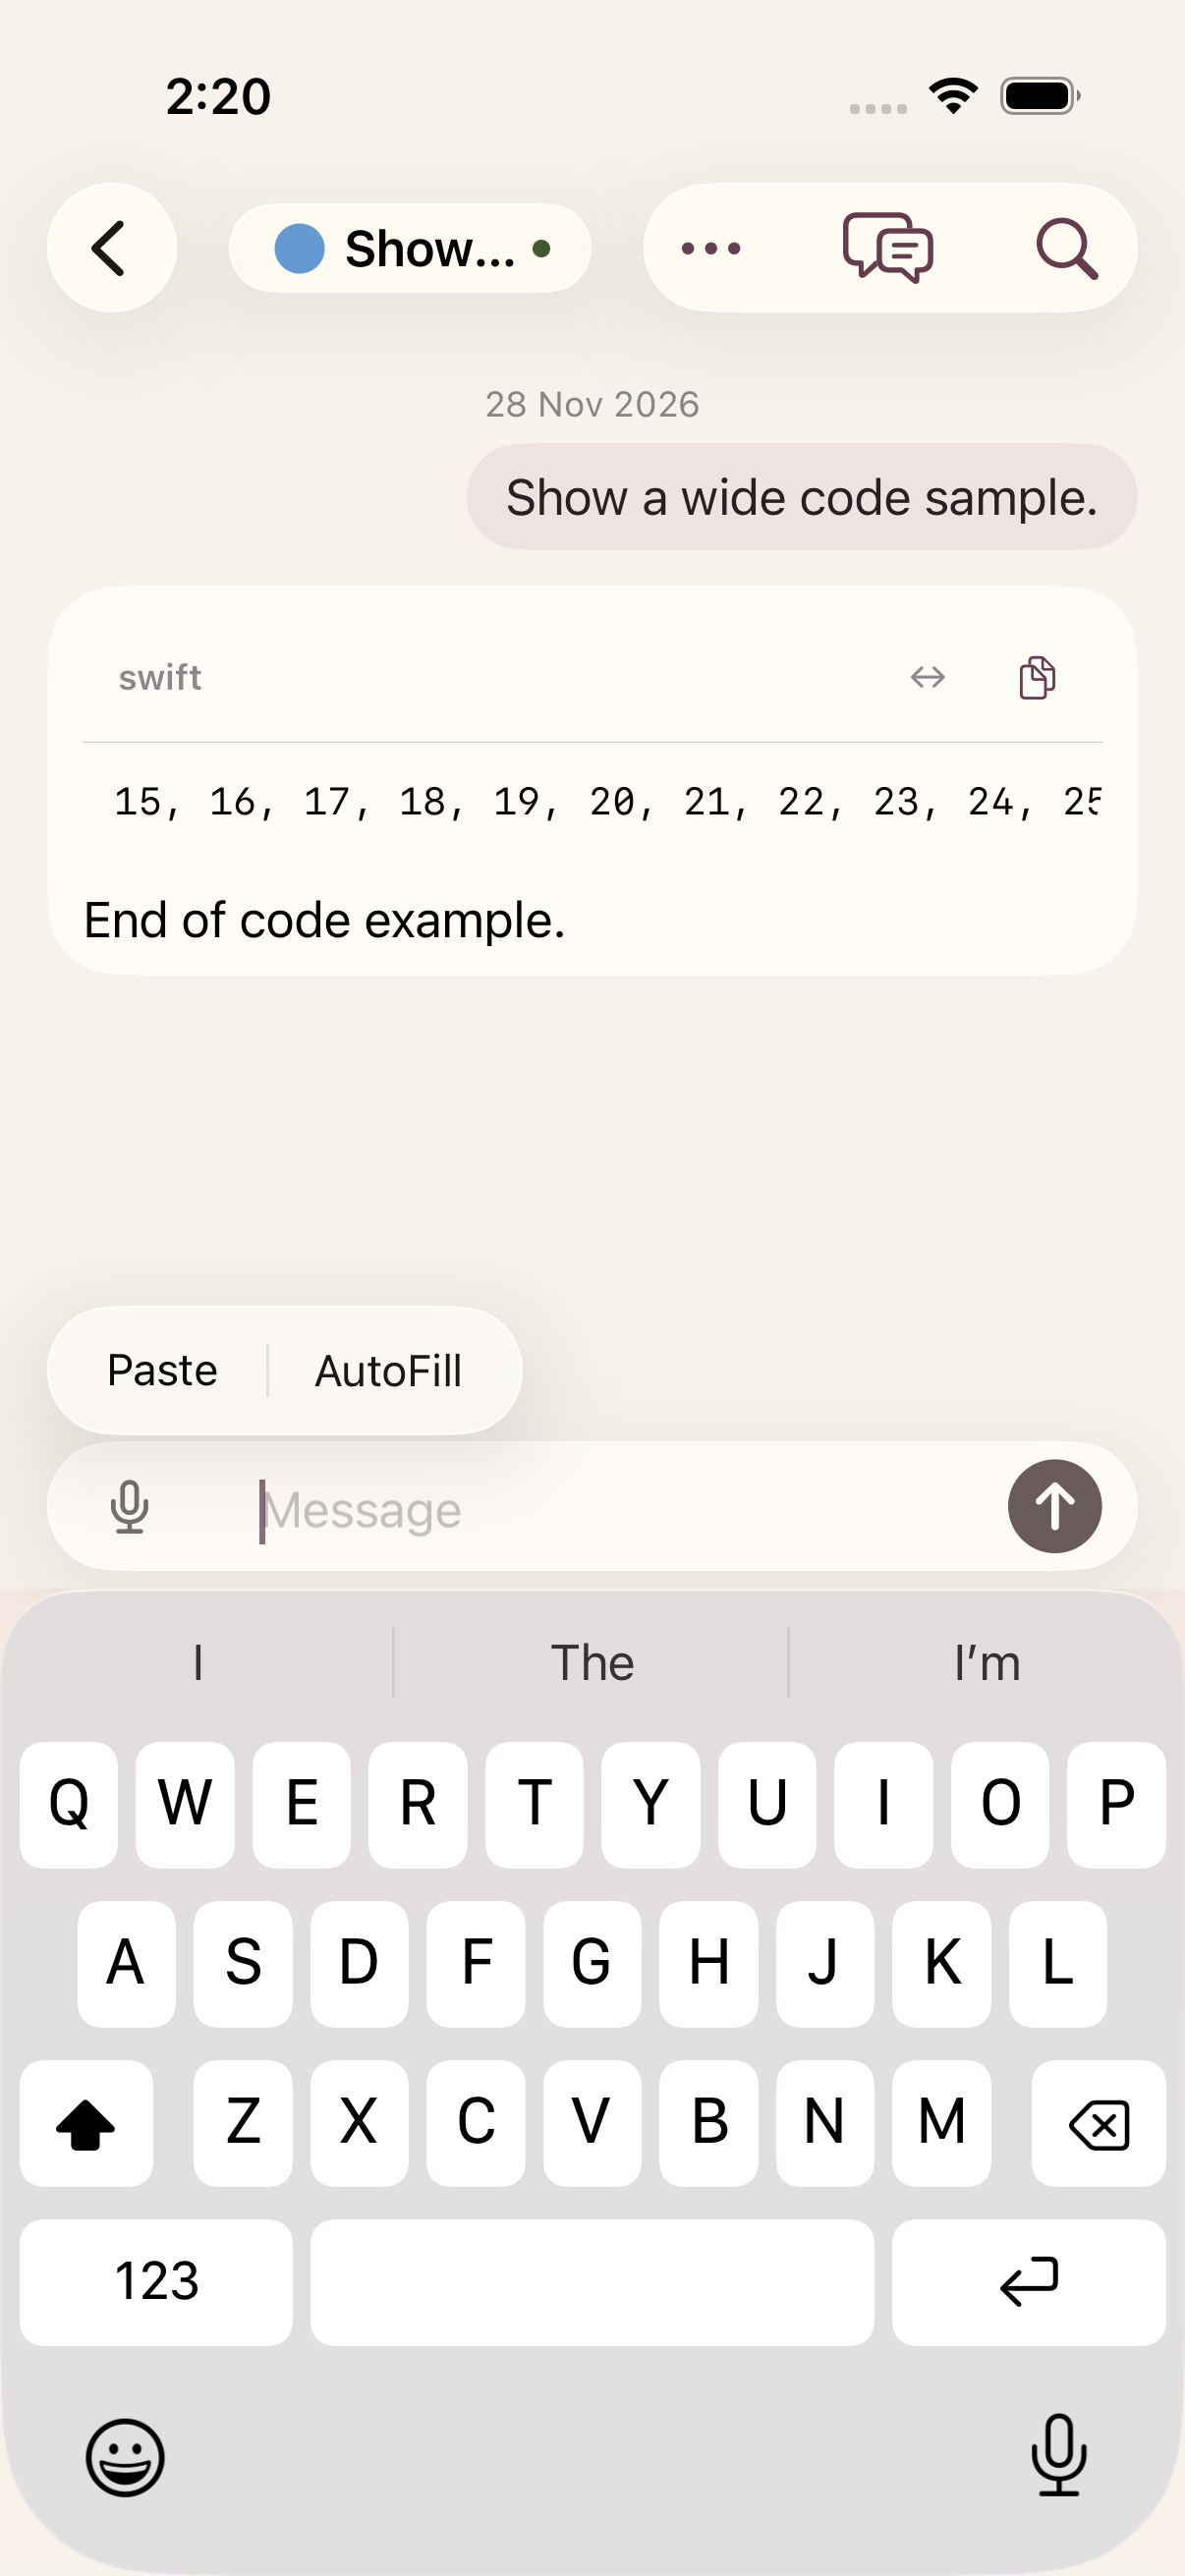 2:20
Show...
28 Nov 2026
Show a wide code sample.
swift
15, 16, 17, 18, 19, 20, 21, 22, 23, 24, 25
End of code example.
Paste AutoFill
Message
I The I’m
Q W E R T Y U I O P
A S D F G H J K L
Z X C V B N M
123